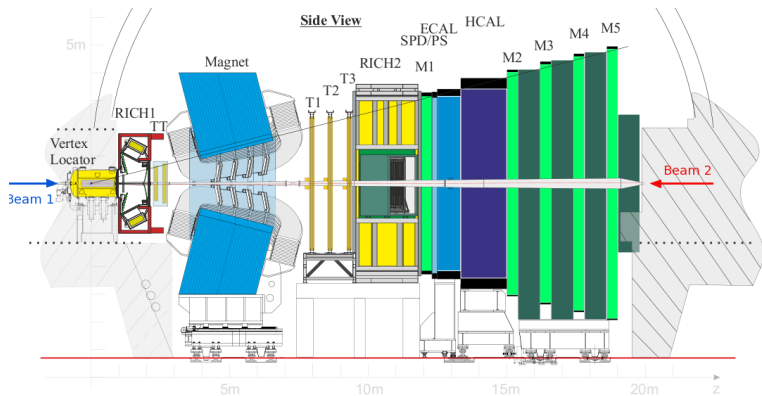 Side View
5m
Magnet
ECAL
HCAL
SPD/PS
RICH2
M1
M2
M3
M4
M5
T1
T2
T3
RICH1
TT
Vertex
Locator
Beam 1
Beam 2
5m
10m
15m
20m
z